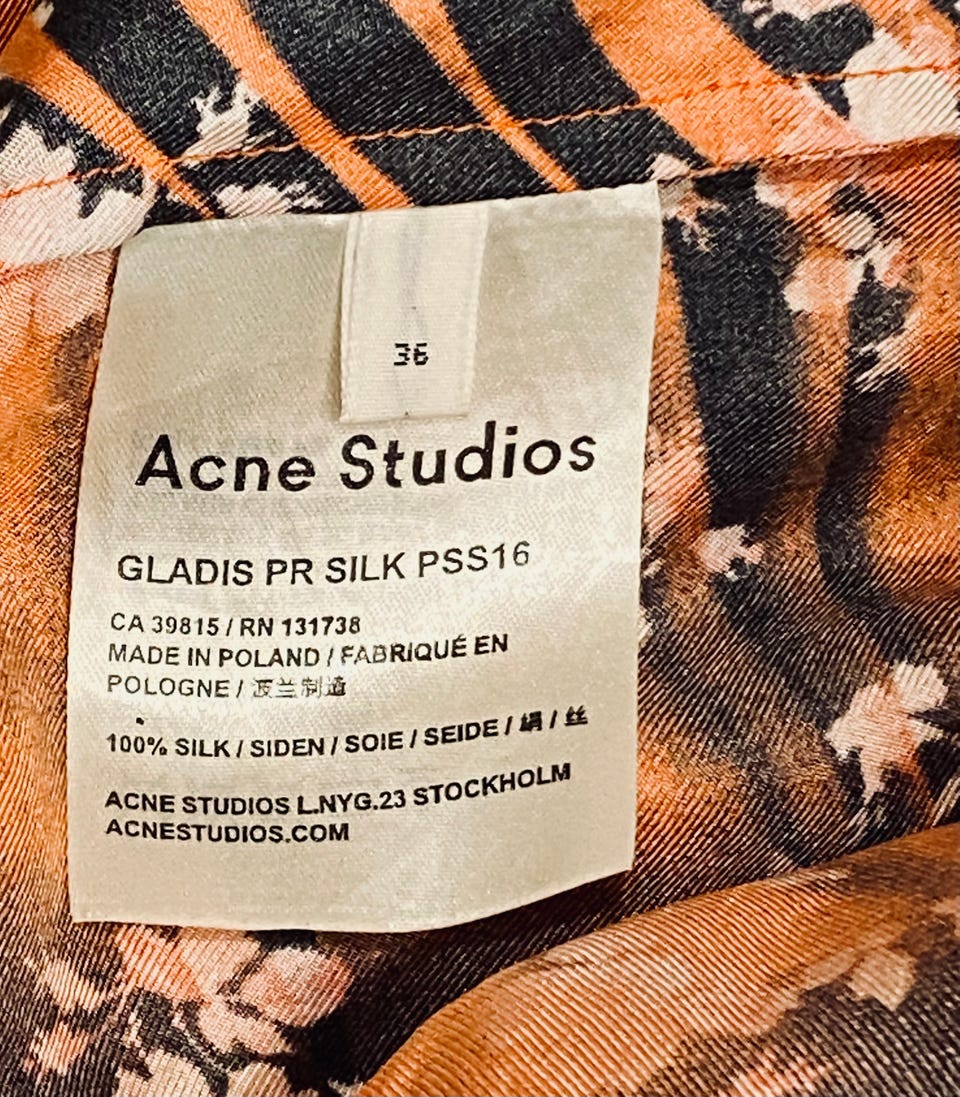 36
Acne Studios
GLADIS PR SILK PSS16
CA 39815 / RN 131738
MADE IN POLAND / FABRIQUÉ EN
POLOGNE / 波兰制造
100% SILK / SIDEN / SOIE / SEIDE / 絹 / 丝
ACNE STUDIOS L.NYG.23 STOCKHOLM
ACNESTUDIOS.COM